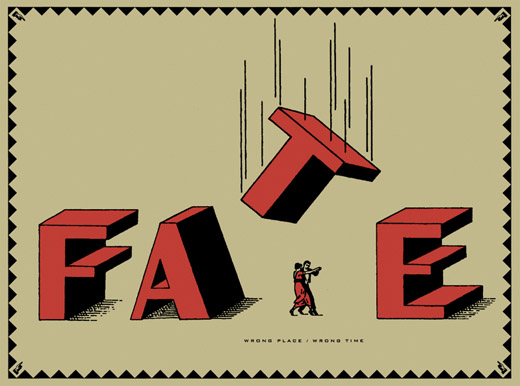 FATE
WRONG PLACE / WRONG TIME